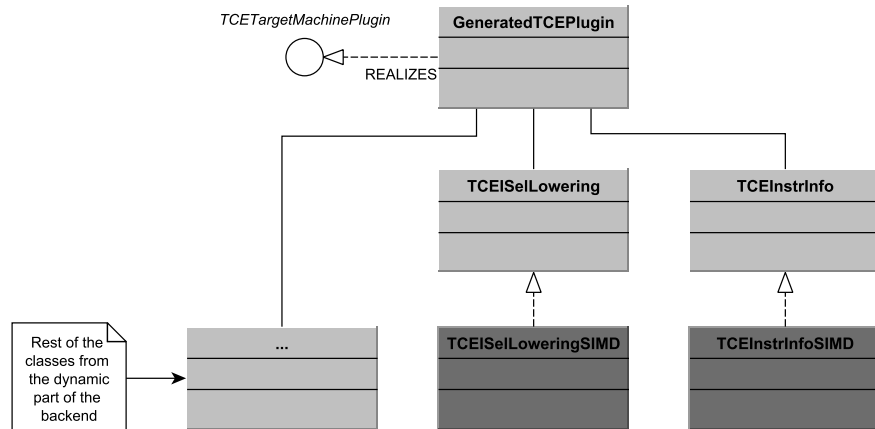 TCETargetMachinePlugin
GeneratedTCEPlugin
REALIZES
TCEISelLowering
TCEInstrInfo
Rest of the
classes from
the dynamic
part of the
backend
...
TCEISelLoweringSIMD
TCEInstrInfoSIMD